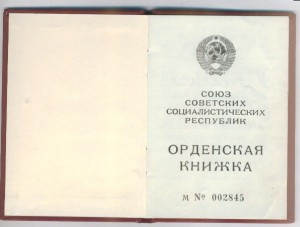 СОЮЗ
СОВЕТСКИХ
СОЦИАЛИСТИЧЕСКИХ
РЕСПУБЛИК
ОРДЕНСКАЯ
КНИЖКА
М № 002845